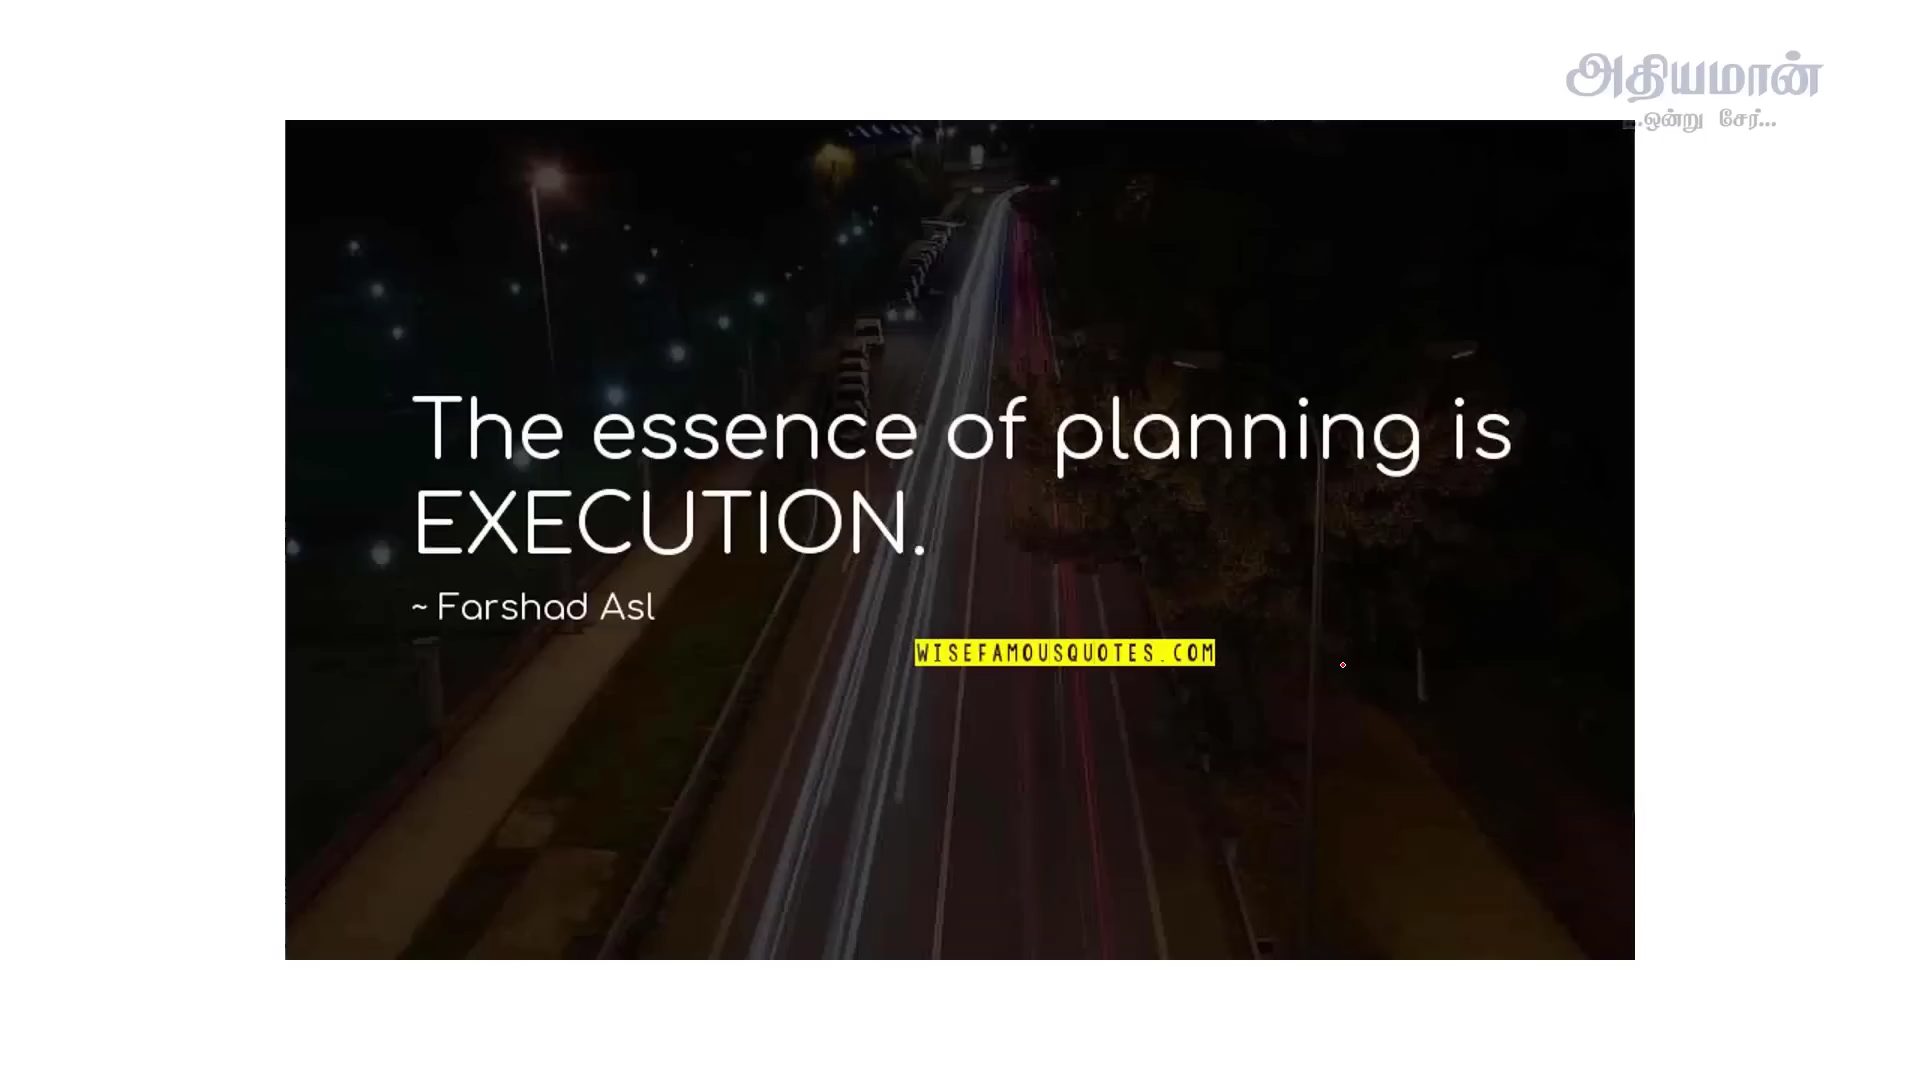 அதியமான்
ஒன்று சேர்...
The essence of planning is
EXECUTION.
~ Farshad Asl
WISEFAMOUSQUOTES.COM